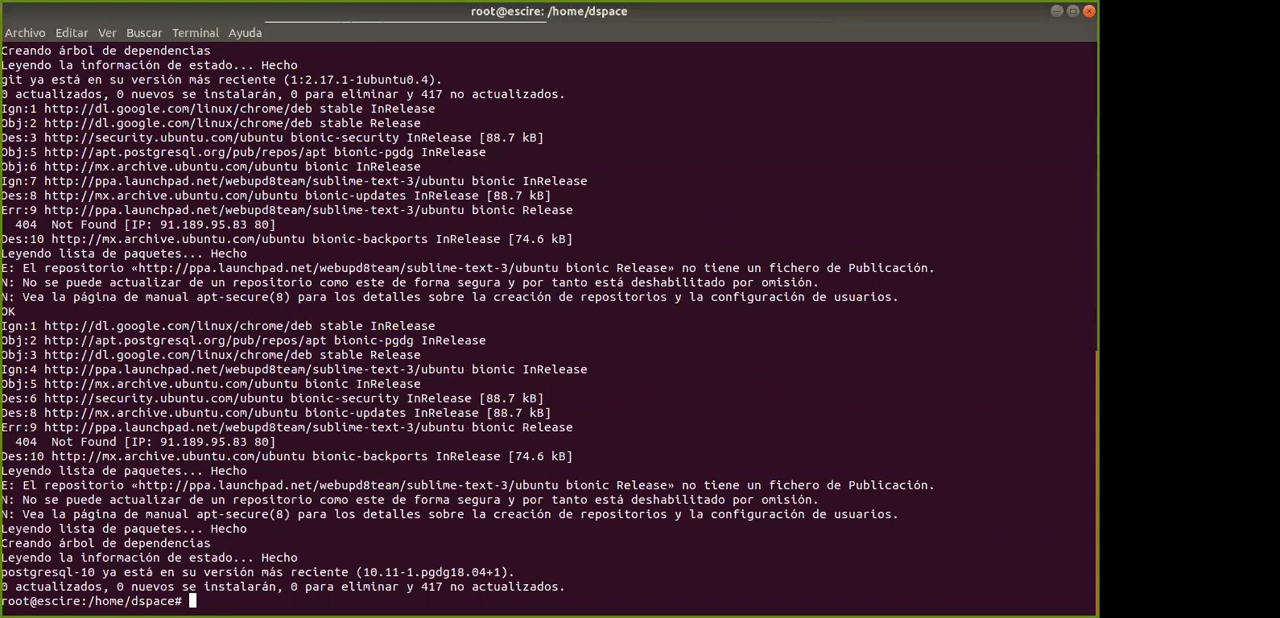 root@escire: /home/dspace
Archivo Editar Ver Buscar Terminal Ayuda
Creando árbol de dependencias
Leyendo la información de estado... Hecho
git ya está en su versión más reciente (1:2.17.1-1ubuntu0.4).
0 actualizados, 0 nuevos se instalarán, 0 para eliminar y 417 no actualizados.
Ign:1 http://dl.google.com/linux/chrome/deb stable InRelease
Obj:2 http://dl.google.com/linux/chrome/deb stable Release
Des:3 http://security.ubuntu.com/ubuntu bionic-security InRelease [88.7 kB]
Obj:5 http://apt.postgresql.org/pub/repos/apt bionic-pgdg InRelease
Obj:6 http://mx.archive.ubuntu.com/ubuntu bionic InRelease
Ign:7 http://ppa.launchpad.net/webupd8team/sublime-text-3/ubuntu bionic InRelease
Des:8 http://mx.archive.ubuntu.com/ubuntu bionic-updates InRelease [88.7 kB]
Err:9 http://ppa.launchpad.net/webupd8team/sublime-text-3/ubuntu bionic Release
404 Not Found [IP: 91.189.95.83 80]
Des:10 http://mx.archive.ubuntu.com/ubuntu bionic-backports InRelease [74.6 kB]
Leyendo lista de paquetes... Hecho
E: El repositorio «http://ppa.launchpad.net/webupd8team/sublime-text-3/ubuntu bionic Release» no tiene un fichero de Publicación.
N: No se puede actualizar de un repositorio como este de forma segura y por tanto está deshabilitado por omisión.
N: Vea la página de manual apt-secure(8) para los detalles sobre la creación de repositorios y la configuración de usuarios.
OK
Ign:1 http://dl.google.com/linux/chrome/deb stable InRelease
Obj:2 http://apt.postgresql.org/pub/repos/apt bionic-pgdg InRelease
Obj:3 http://dl.google.com/linux/chrome/deb stable Release
Ign:4 http://ppa.launchpad.net/webupd8team/sublime-text-3/ubuntu bionic InRelease
Obj:5 http://mx.archive.ubuntu.com/ubuntu bionic InRelease
Des:6 http://security.ubuntu.com/ubuntu bionic-security InRelease [88.7 kB]
Des:8 http://mx.archive.ubuntu.com/ubuntu bionic-updates InRelease [88.7 kB]
Err:9 http://ppa.launchpad.net/webupd8team/sublime-text-3/ubuntu bionic Release
404 Not Found [IP: 91.189.95.83 80]
Des:10 http://mx.archive.ubuntu.com/ubuntu bionic-backports InRelease [74.6 kB]
Leyendo lista de paquetes... Hecho
E: El repositorio «http://ppa.launchpad.net/webupd8team/sublime-text-3/ubuntu bionic Release» no tiene un fichero de Publicación.
N: No se puede actualizar de un repositorio como este de forma segura y por tanto está deshabilitado por omisión.
N: Vea la página de manual apt-secure(8) para los detalles sobre la creación de repositorios y la configuración de usuarios.
Leyendo lista de paquetes... Hecho
Creando árbol de dependencias
Leyendo la información de estado... Hecho
postgresql-10 ya está en su versión más reciente (10.11-1.pgdg18.04+1).
0 actualizados, 0 nuevos se instalarán, 0 para eliminar y 417 no actualizados.
root@escire:/home/dspace#